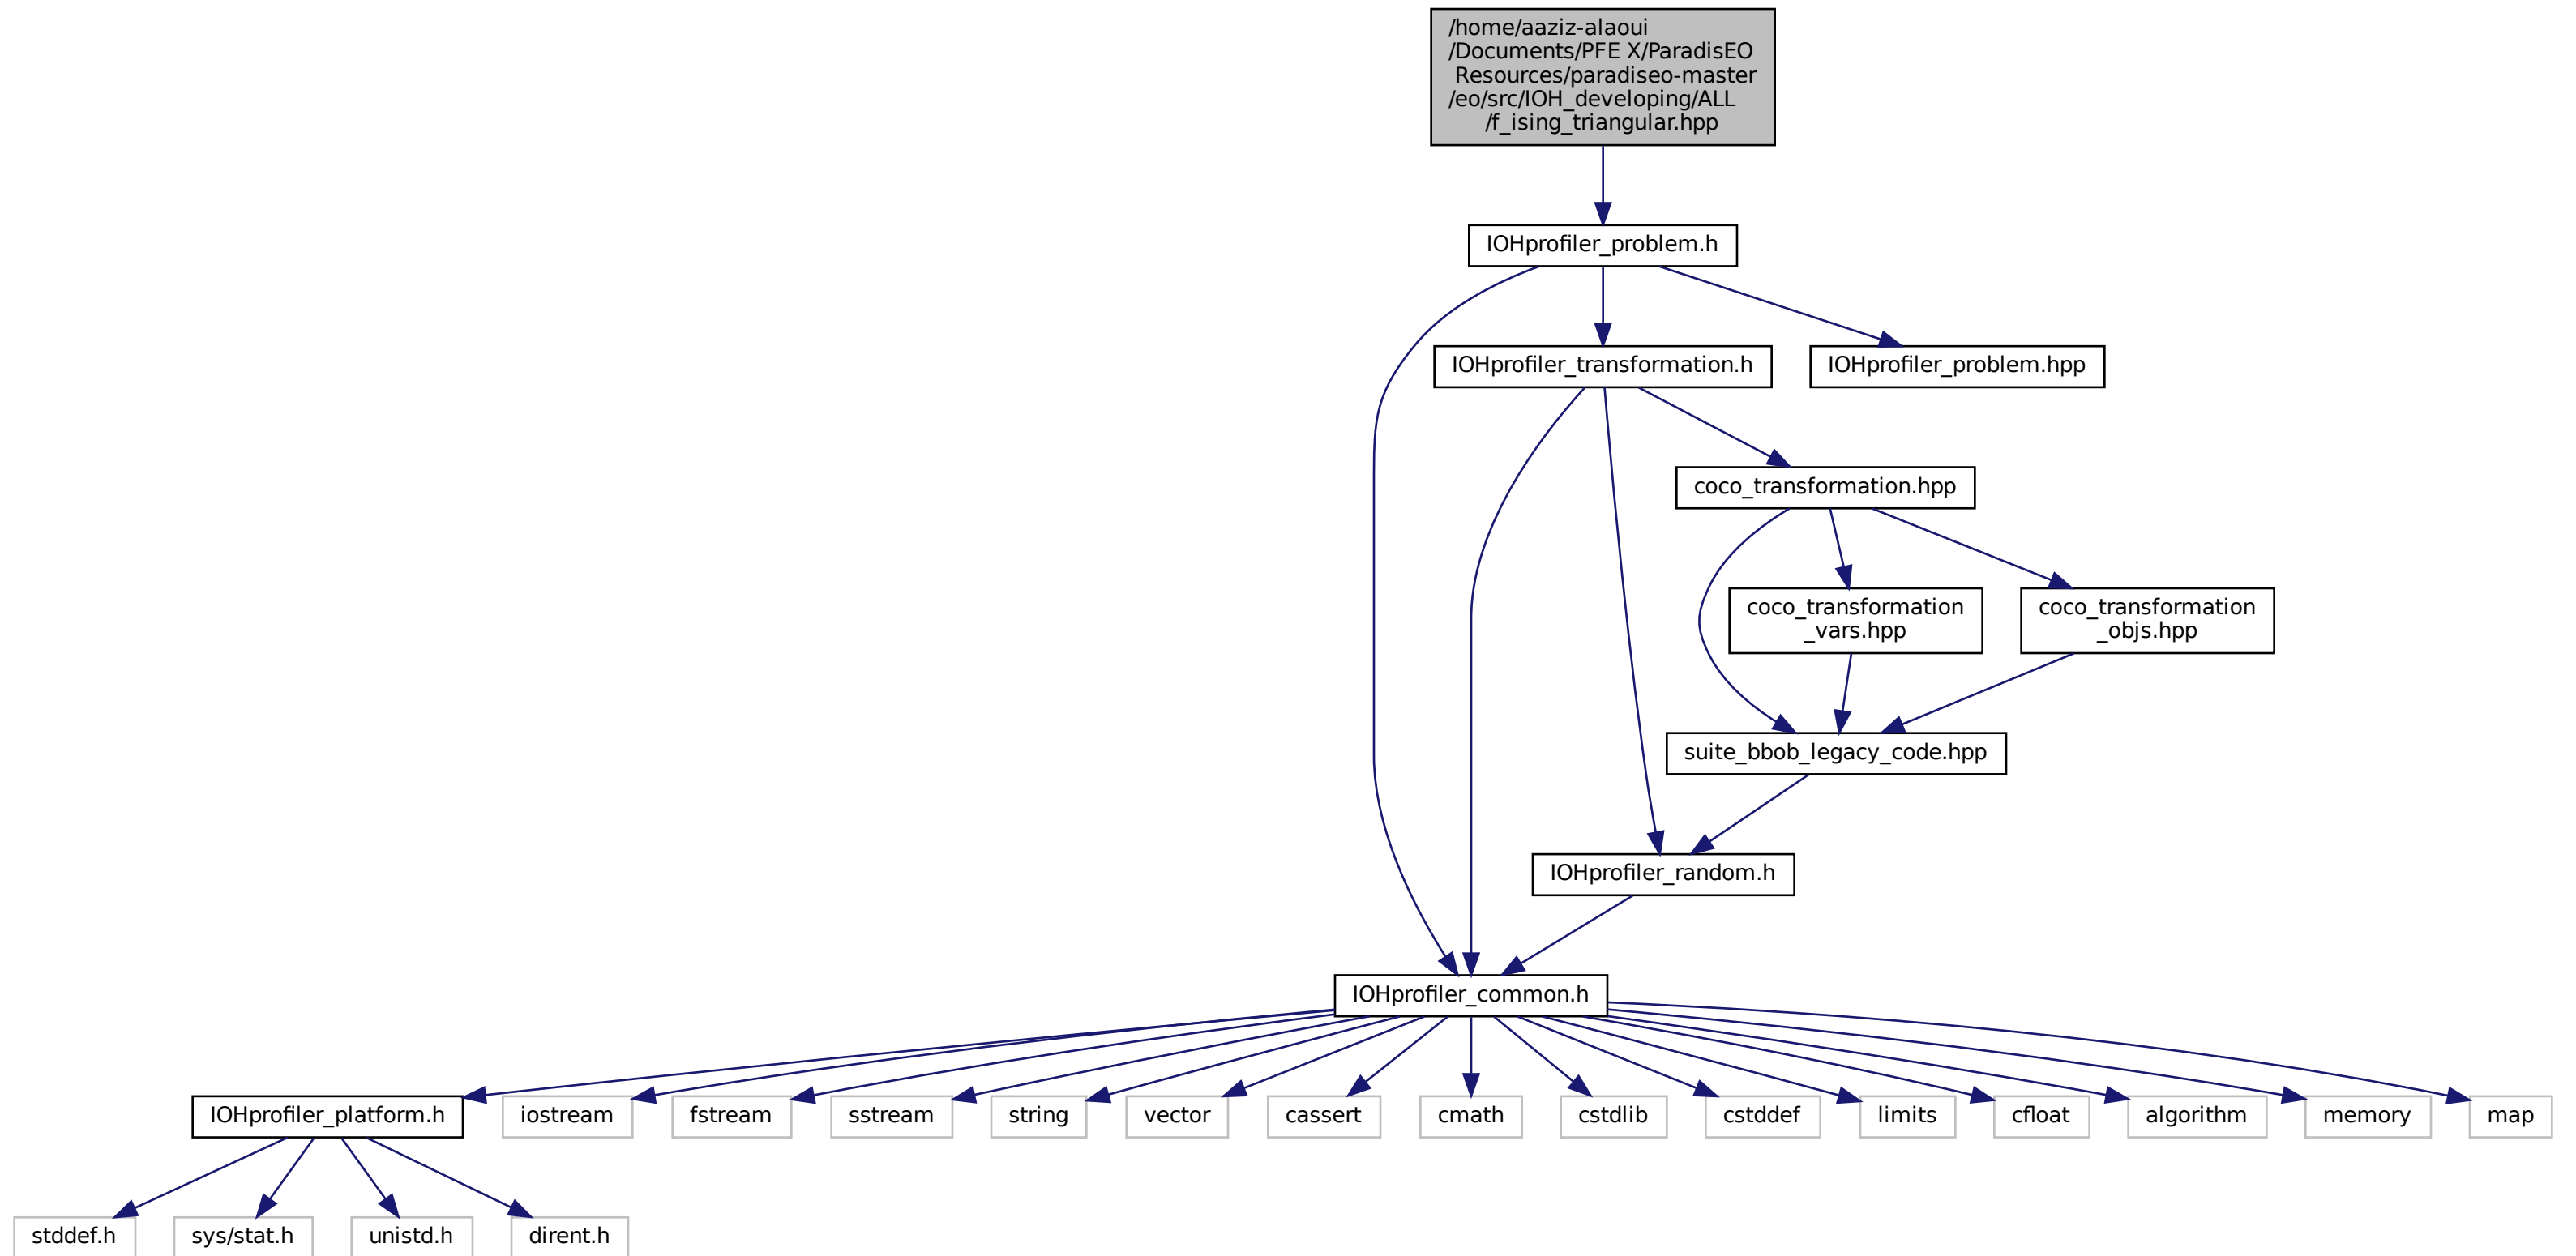 /home/aaziz-alaoui
/Documents/PFE X/ParadisEO
Resources/paradiseo-master
/eo/src/IOH_developing/ALL
/f_ising_triangular.hpp
IOHprofiler_problem.h
IOHprofiler_transformation.h
IOHprofiler_problem.hpp
coco_transformation.hpp
coco_transformation
_vars.hpp
coco_transformation
_objs.hpp
suite_bbob_legacy_code.hpp
IOHprofiler_random.h
IOHprofiler_common.h
IOHprofiler_platform.h
iostream
fstream
sstream
string
vector
cassert
cmath
cstdlib
cstddef
limits
cfloat
algorithm
memory
map
stddef.h
sys/stat.h
unistd.h
dirent.h